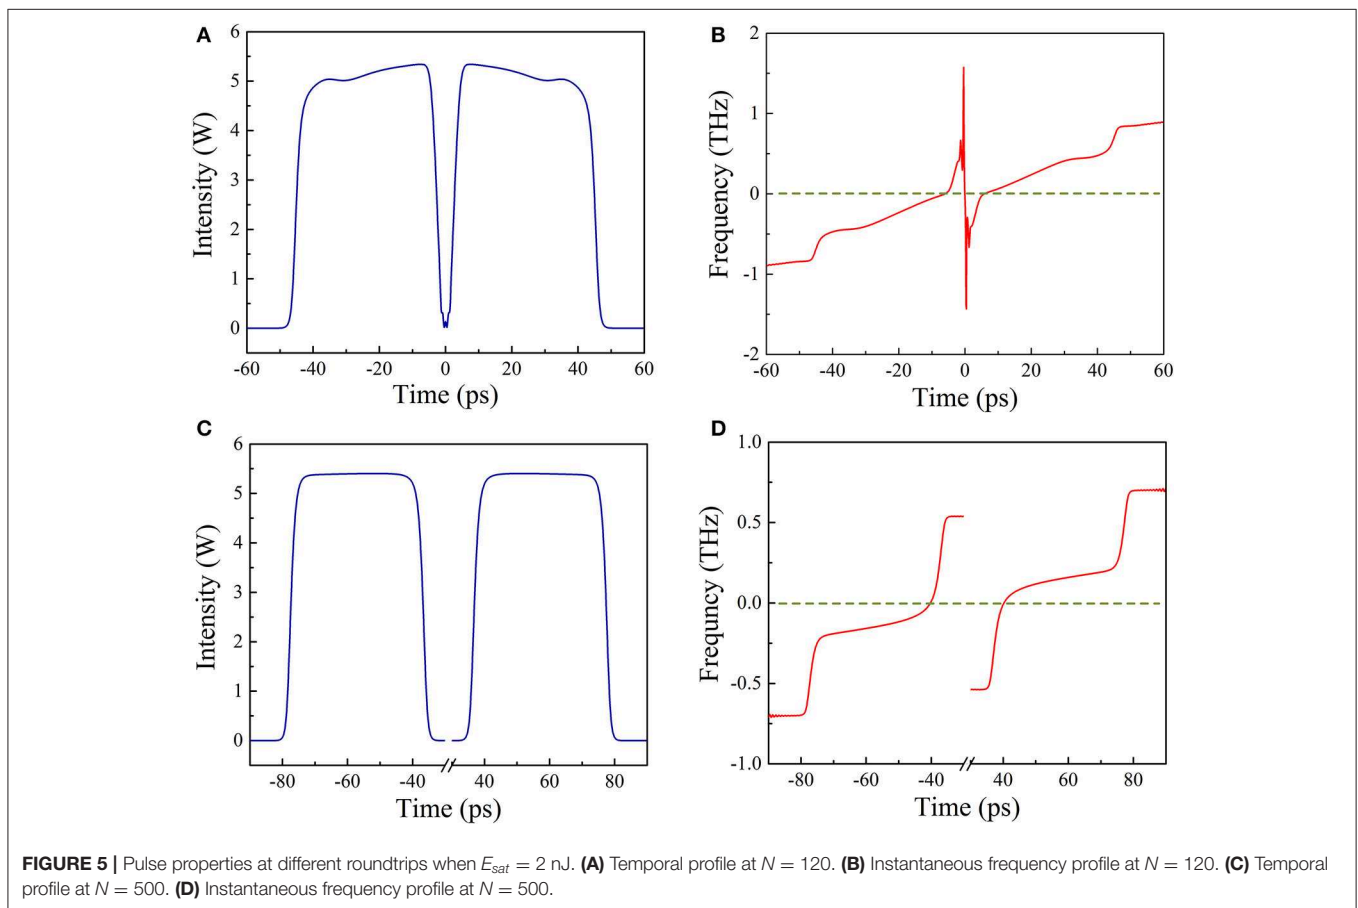 A
6
5
4
3
2
1
0
Intensity (W)
-60 -40 -20 0 20 40 60
Time (ps)
B
2
1
0
-1
-2
Frequency (THz)
-60 -40 -20 0 20 40 60
Time (ps)
C
6
5
4
3
2
1
0
Intensity (W)
-80 -60 -40 40 60 80
Time (ps)
D
1.0
0.5
0.0
-0.5
-1.0
Frequncy (THz)
-80 -60 -40 40 60 80
Time (ps)
FIGURE 5 | Pulse properties at different roundtrips when Esat = 2 nJ. (A) Temporal profile at N = 120. (B) Instantaneous frequency profile at N = 120. (C) Temporal
profile at N = 500. (D) Instantaneous frequency profile at N = 500.